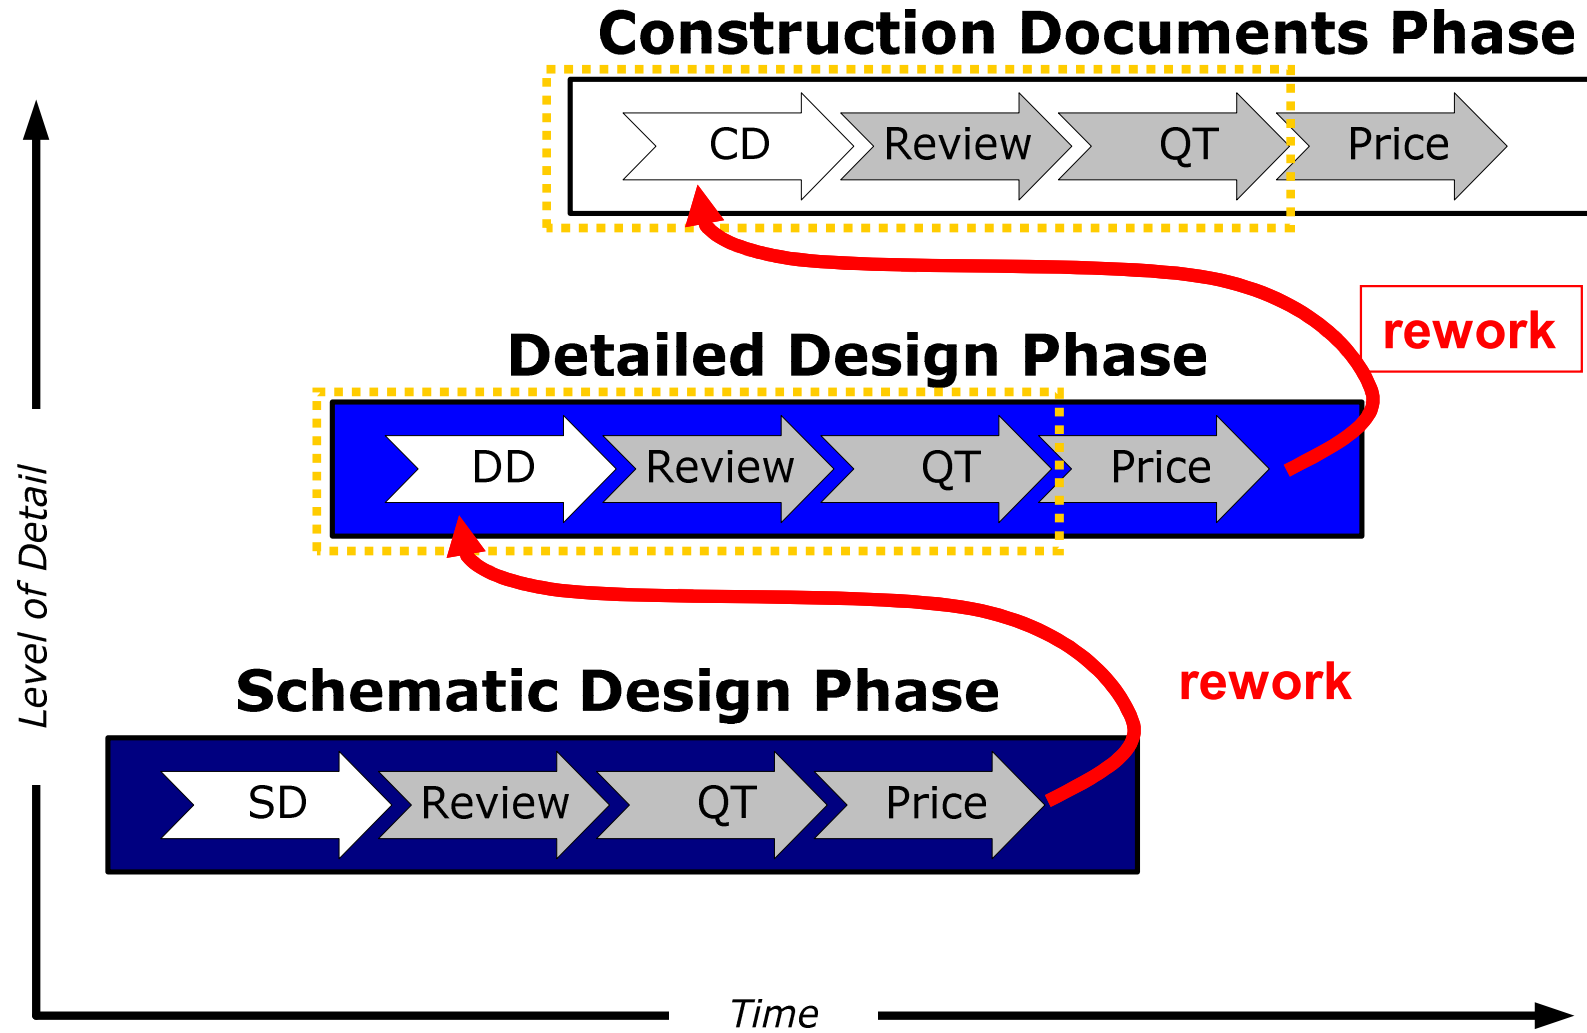 Construction Documents Phase
CD Review QT Price
rework
Detailed Design Phase
DD Review QT Price
rework
Schematic Design Phase
SD Review QT Price
Level of Detail
Time